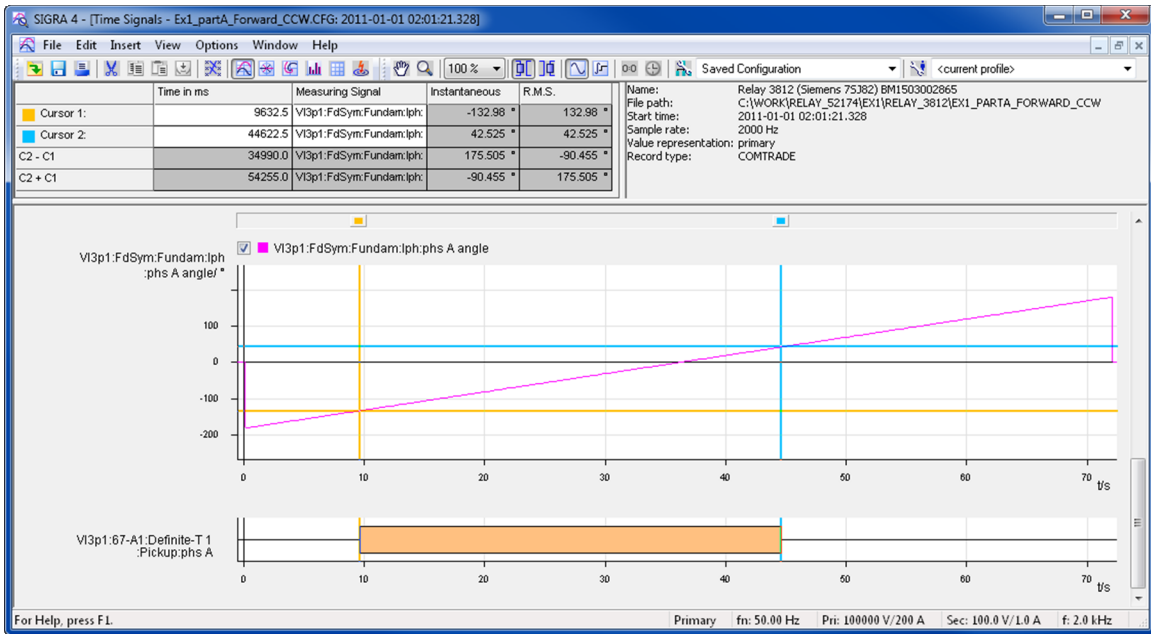 SIGRA 4 - [Time Signals - Ex1_partA_Forward_CCW.CFG: 2011-01-01 02:01:21.328]
File Edit Insert View Options Window Help
100 % Saved Configuration <current profile>
Time in ms Measuring Signal Instantaneous R.M.S.
Cursor 1: 9632.5 VI3p1:FdSym:Fundam:Iph: -132.98 ° 132.98 °
Cursor 2: 44622.5 VI3p1:FdSym:Fundam:Iph: 42.525 ° 42.525 °
C2 - C1 34990.0 VI3p1:FdSym:Fundam:Iph: 175.505 ° -90.455 °
C2 + C1 54255.0 VI3p1:FdSym:Fundam:Iph: -90.455 ° 175.505 °
Name: Relay 3812 (Siemens 7SJ82) BM1503002865
File path: C:\WORK\RELAY_52174\EX1\RELAY_3812\EX1_PARTA_FORWARD_CCW
Start time: 2011-01-01 02:01:21.328
Sample rate: 2000 Hz
Value representation: primary
Record type: COMTRADE
VI3p1:FdSym:Fundam:Iph:phs A angle
VI3p1:FdSym:Fundam:Iph
:phs A angle/ °
100
0
-100
-200
0 10 20 30 40 50 60 70 t/s
VI3p1:67-A1:Definite-T 1
:Pickup:phs A
0 10 20 30 40 50 60 70 t/s
For Help, press F1. Primary fn: 50.00 Hz Pri: 100000 V/200 A Sec: 100.0 V/1.0 A f: 2.0 kHz